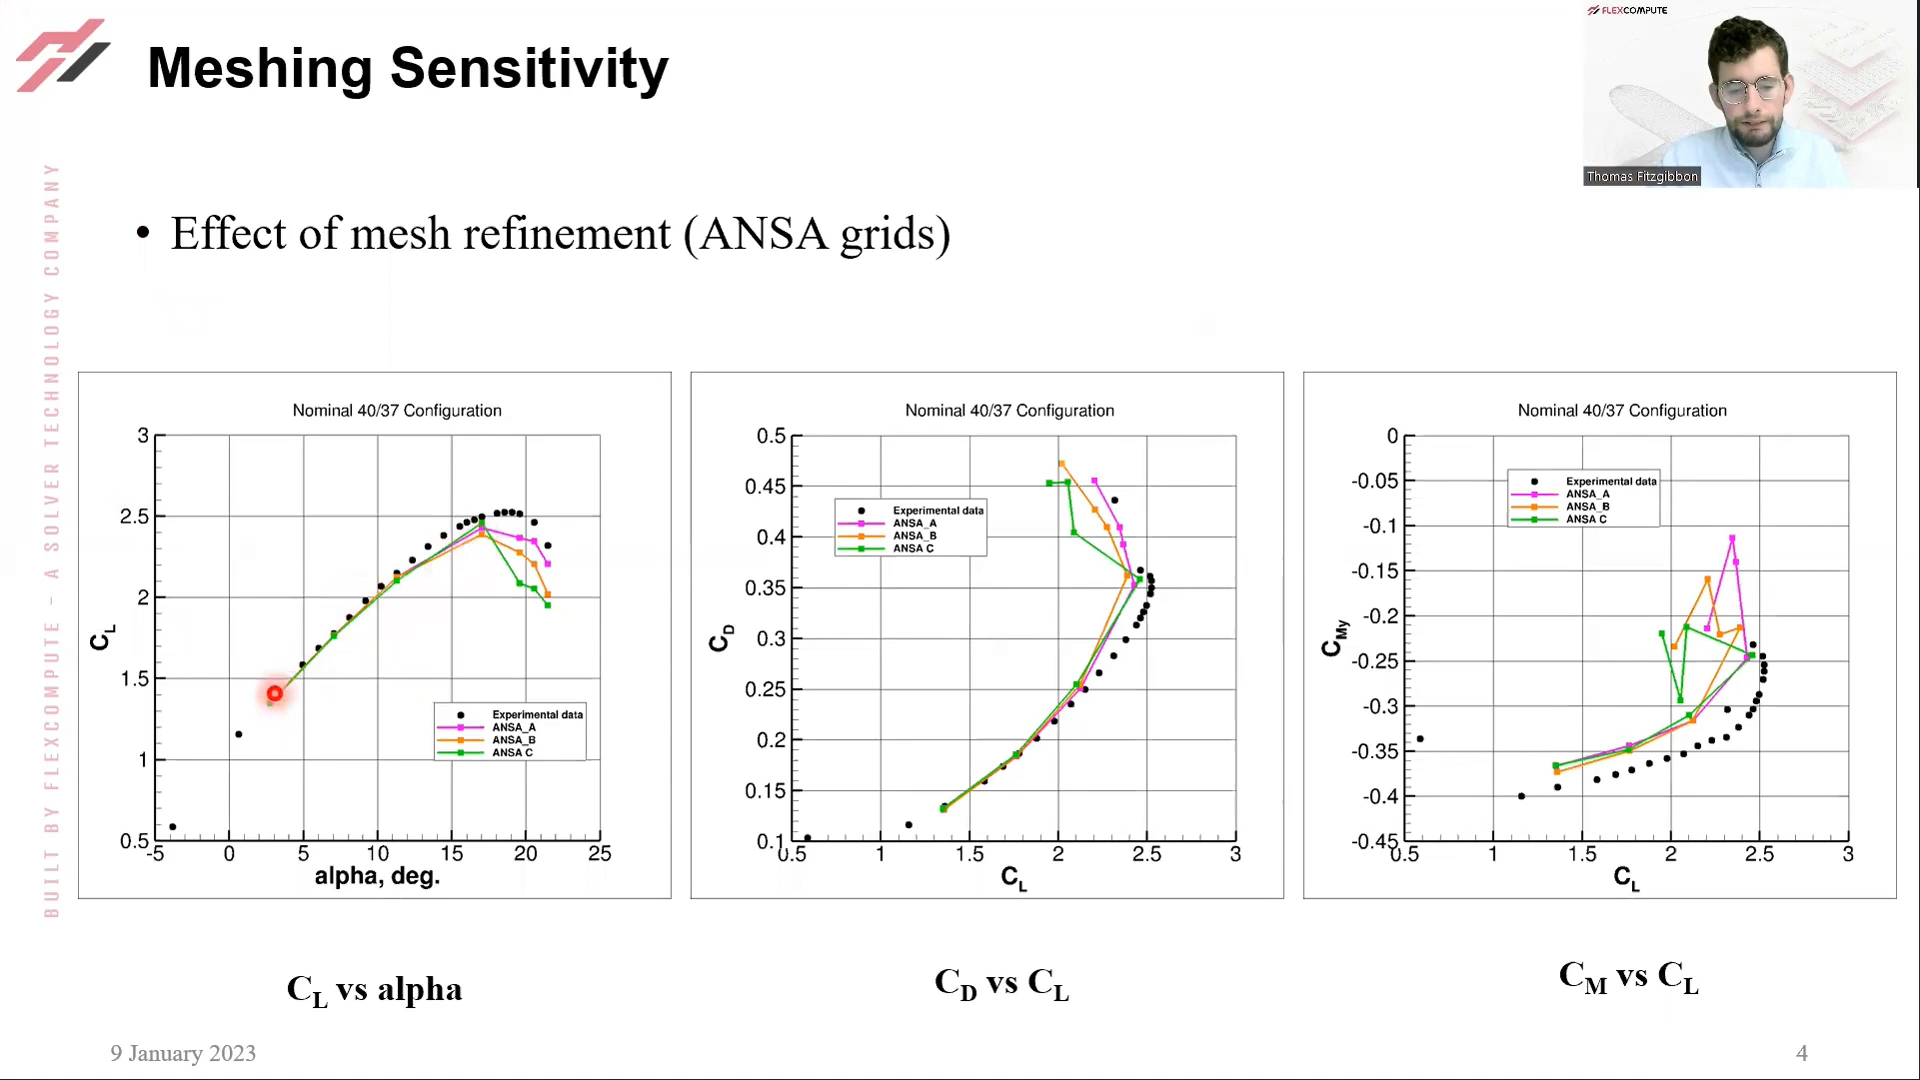 Meshing Sensitivity
FLEXCOMPUTE
Thomas Fitzgibbon
BUILT BY FLEXCOMPUTE - A SOLVER TECHNOLOGY COMPANY
• Effect of mesh refinement (ANSA grids)
Nominal 40/37 Configuration
3
2.5
2
1.5
1
0.5
CL
-5 0 5 10 15 20 25
alpha, deg.
Experimental data
ANSA_A
ANSA_B
ANSA C
Nominal 40/37 Configuration
0.5
0.45
0.4
0.35
0.3
0.25
0.2
0.15
0.1
CD
0.5 1 1.5 2 2.5 3
CL
Experimental data
ANSA_A
ANSA_B
ANSA C
Nominal 40/37 Configuration
0
-0.05
-0.1
-0.15
-0.2
-0.25
-0.3
-0.35
-0.4
-0.45
CMy
0.5 1 1.5 2 2.5 3
CL
Experimental data
ANSA_A
ANSA_B
ANSA C
CL vs alpha
CD vs CL
CM vs CL
9 January 2023
4